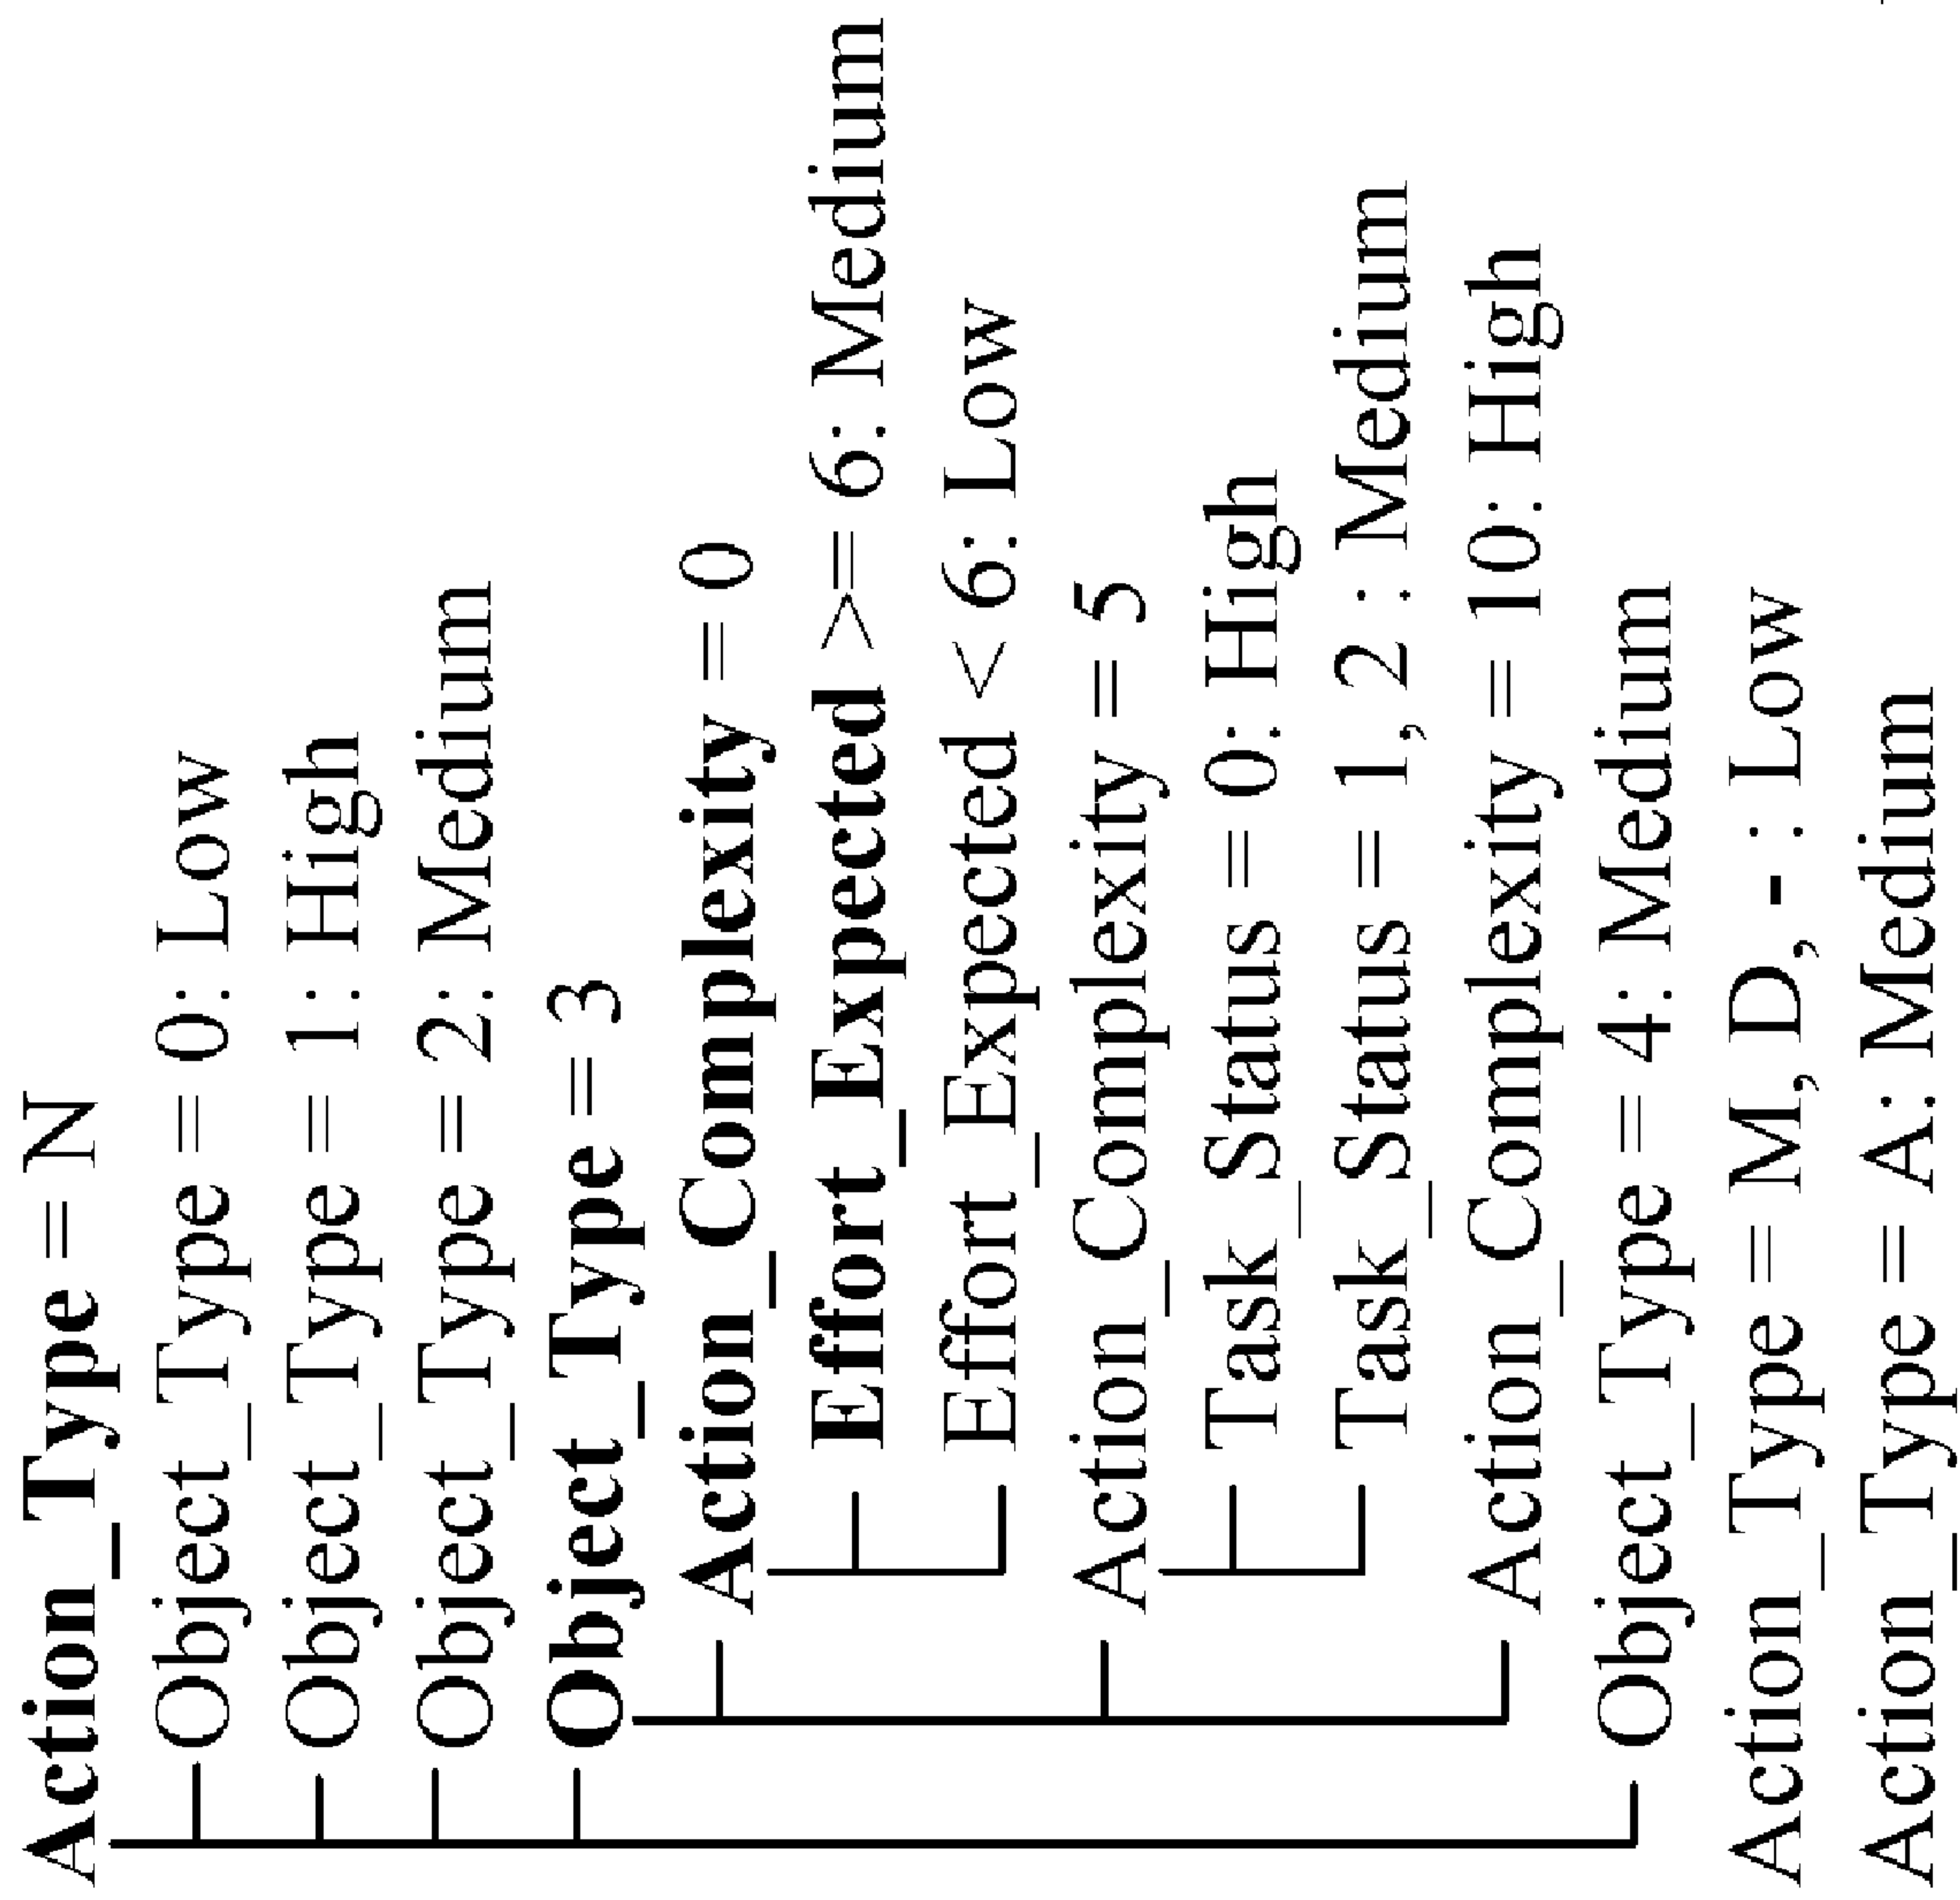 Action_Type = N
Object_Type = 0: Low
Object_Type = 1: High
Object_Type = 2: Medium
Object_Type = 3
Action_Complexity = 0
Effort_Expected >= 6: Medium
Effort_Expected < 6: Low
Action_Complexity = 5
Task_Status = 0: High
Task_Status = 1, 2 : Medium
Action_Complexity = 10: High
Object_Type = 4: Medium
Action_Type = M, D, - : Low
Action_Type = A: Medium